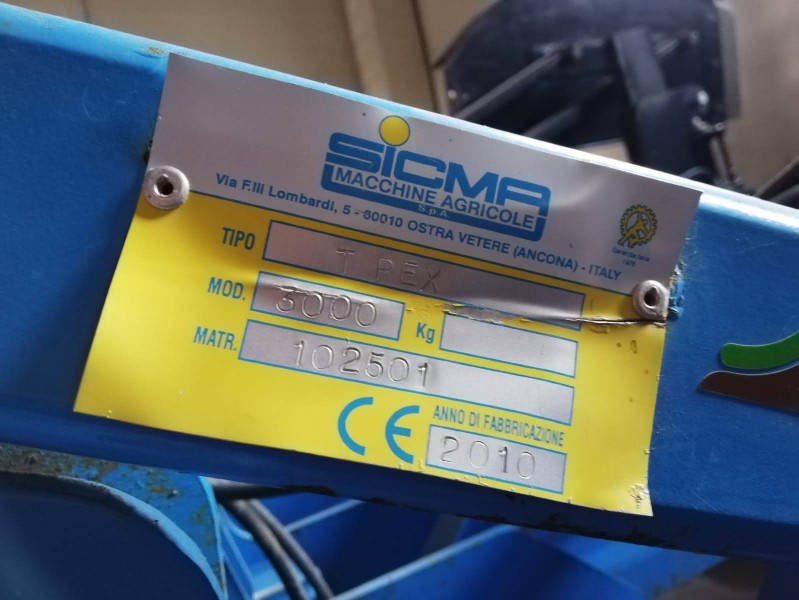 SICMA
MACCHINE AGRICOLE
S.p.A.
Via F.lli Lombardi, 5 - 60010 OSTRA VETERE (ANCONA) - ITALY
TIPO T REX
MOD. 3000 Kg
MATR. 102501
CE ANNO DI FABBRICAZIONE
2010